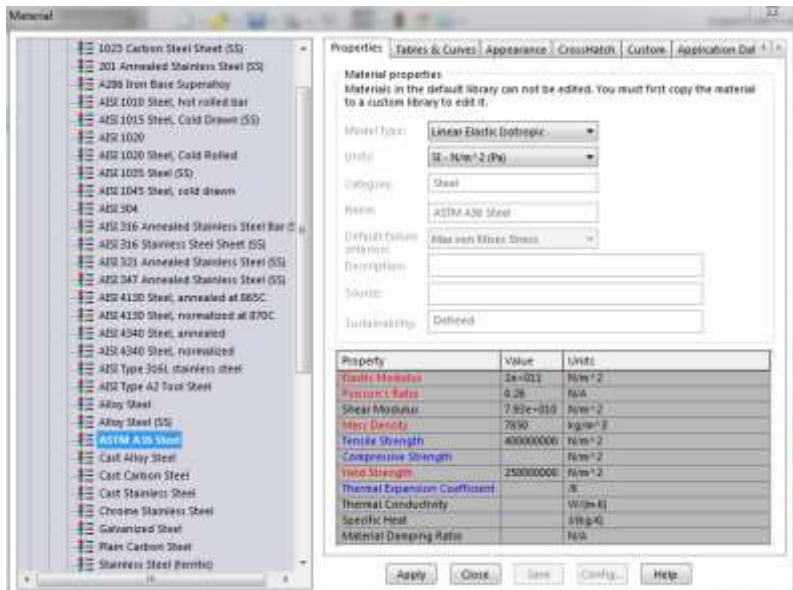 Material
1023 Carbon Steel Sheet (SS)
201 Annealed Stainless Steel (SS)
A286 Iron Base Superalloy
AISI 1010 Steel, hot rolled bar
AISI 1015 Steel, Cold Drawn (SS)
AISI 1020
AISI 1020 Steel, Cold Rolled
AISI 1035 Steel (SS)
AISI 1045 Steel, cold drawn
AISI 304
AISI 316 Annealed Stainless Steel Bar (S
AISI 316 Stainless Steel Sheet (SS)
AISI 321 Annealed Stainless Steel (SS)
AISI 347 Annealed Stainless Steel (SS)
AISI 4130 Steel, annealed at 865C
AISI 4130 Steel, normalized at 870C
AISI 4340 Steel, annealed
AISI 4340 Steel, normalized
AISI Type 316L stainless steel
AISI Type A2 Tool Steel
Alloy Steel
Alloy Steel (SS)
ASTM A36 Steel
Cast Alloy Steel
Cast Carbon Steel
Cast Stainless Steel
Chrome Stainless Steel
Galvanized Steel
Plain Carbon Steel
Stainless Steel (ferritic)
Properties Tables & Curves Appearance CrossHatch Custom Application Dat
Material properties
Materials in the default library can not be edited. You must first copy the material
to a custom library to edit it.
Model Type: Linear Elastic Isotropic
Units: SI - N/m^2 (Pa)
Category: Steel
Name: ASTM A36 Steel
Default failure criterion: Max von Mises Stress
Description:
Source:
Sustainability: Defined
Property Value Units
Elastic Modulus 2e+011 N/m^2
Poisson's Ratio 0.26 N/A
Shear Modulus 7.93e+010 N/m^2
Mass Density 7850 kg/m^3
Tensile Strength 400000000 N/m^2
Compressive Strength N/m^2
Yield Strength 250000000 N/m^2
Thermal Expansion Coefficient /K
Thermal Conductivity W/(m·K)
Specific Heat J/(kg·K)
Material Damping Ratio N/A
Apply Close Save Config... Help